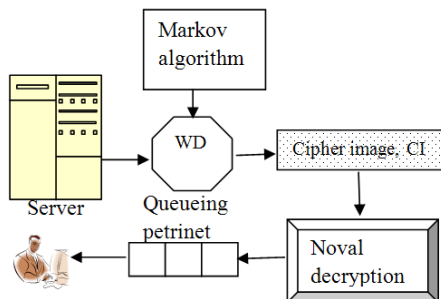 Markov
algorithm
WD
Cipher image, CI
Server
Queueing
petrinet
Noval
decryption